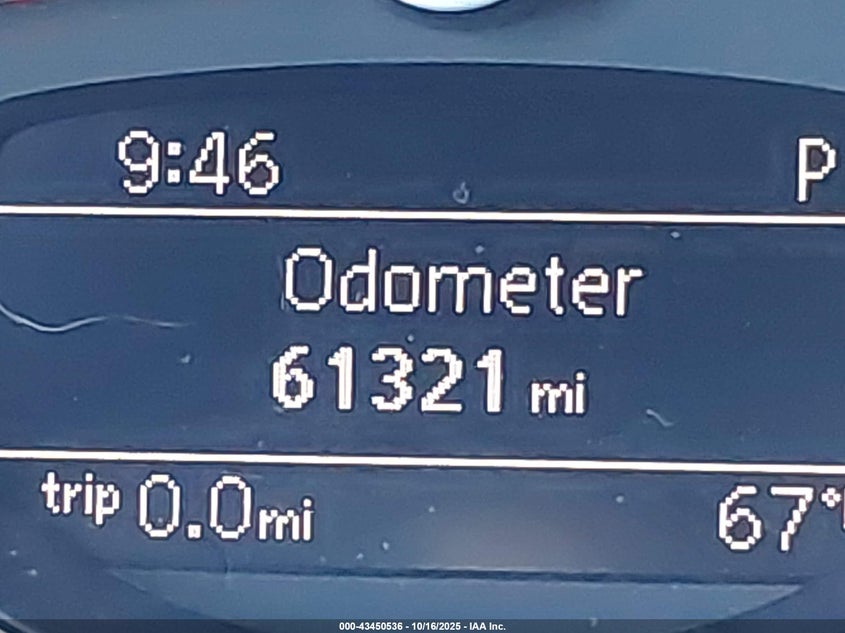 9:46 P
Odometer
61321 mi
trip 0.0mi 67°
000-43450536 - 10/16/2025 - IAA Inc.